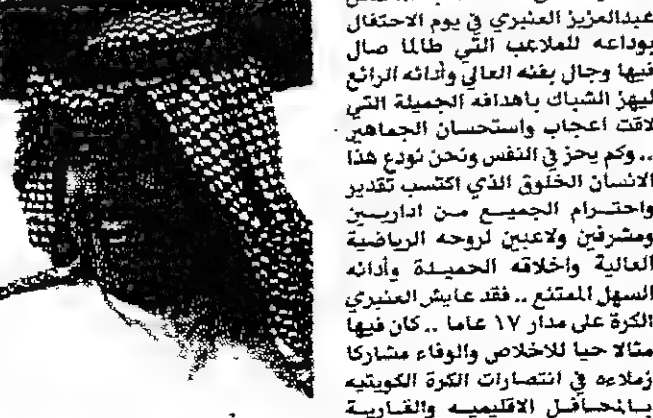 عبدالعزيز العنبري في يوم الاحتفال
بوداعه للملاعب التي طالما صال
فيها وجال بفنه العالي وأدائه الرائع
ليهز الشباك باهدافه الجميلة التي
لاقت اعجاب واستحسان الجماهير
.. وكم يحز في النفس ونحن نودع هذا
الانسان الخلوق الذي اكتسب تقدير
واحترام الجميع من اداريين
ومشرفين ولاعبين لروحه الرياضية
العالية واخلاقه الحميدة وأدائه
السهل الممتنع .. فقد عايش العنبري
الكرة على مدار ١٧ عاما .. كان فيها
مثالا حيا للاخلاص والوفاء مشاركا
زملاءه في انتصارات الكرة الكويتيه
بالمحافل الاقليميه والقارية